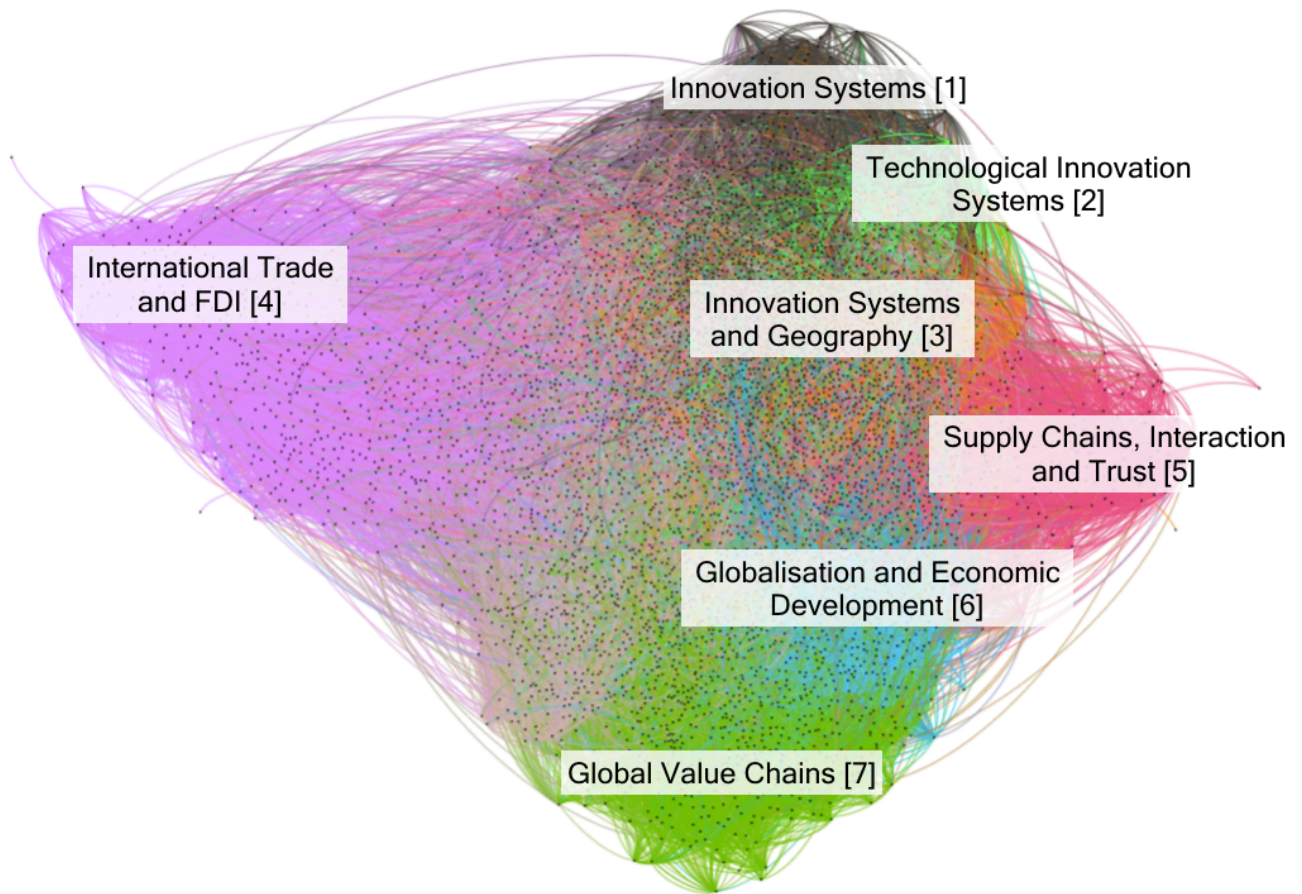 Innovation Systems [1]
Technological Innovation
Systems [2]
International Trade
and FDI [4]
Innovation Systems
and Geography [3]
Supply Chains, Interaction
and Trust [5]
Globalisation and Economic
Development [6]
Global Value Chains [7]